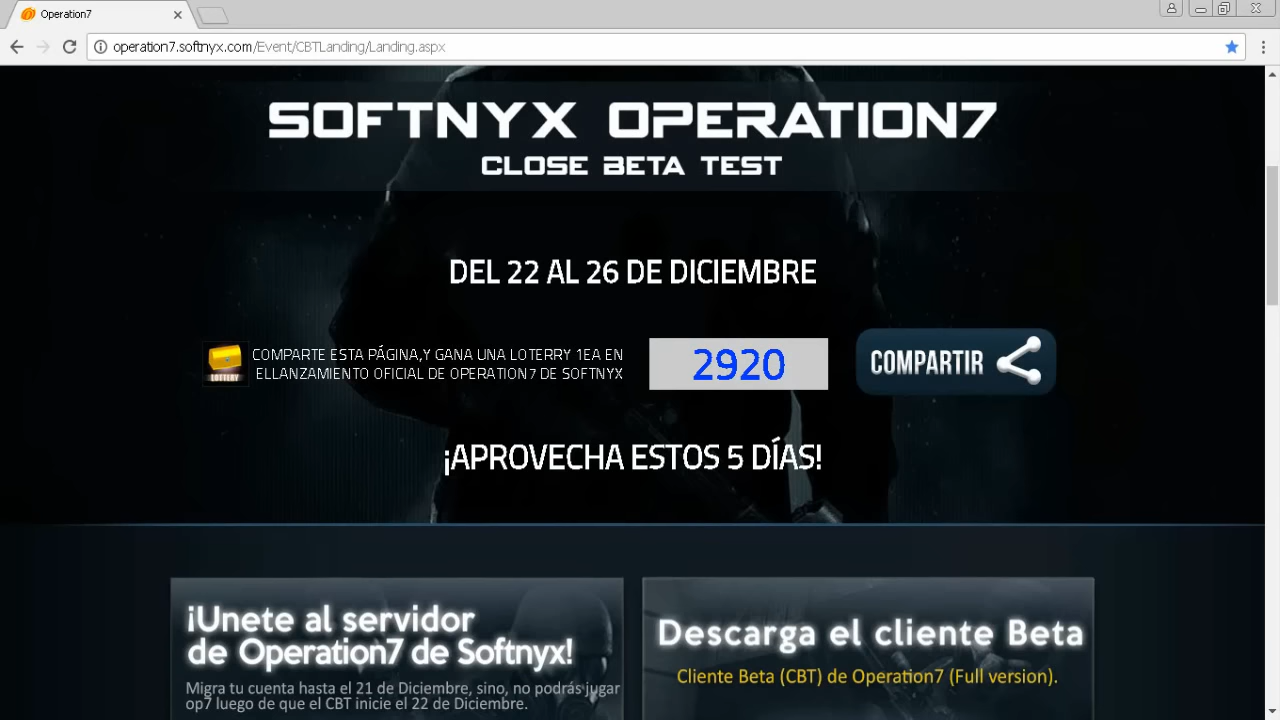 Operation7
operation7.softnyx.com/Event/CBTLanding/Landing.aspx
SOFTNYX OPERATION7
CLOSE BETA TEST
DEL 22 AL 26 DE DICIEMBRE
COMPARTE ESTA PÁGINA,Y GANA UNA LOTERRY 1EA EN
ELLANZAMIENTO OFICIAL DE OPERATION7 DE SOFTNYX
LOTERRY
2920
COMPARTIR
¡APROVECHA ESTOS 5 DÍAS!
¡Unete al servidor
de Operation7 de Softnyx!
Migra tu cuenta hasta el 21 de Diciembre, sino, no podrás jugar
op7 luego de que el CBT inicie el 22 de Diciembre.
Descarga el cliente Beta
Cliente Beta (CBT) de Operation7 (Full version).